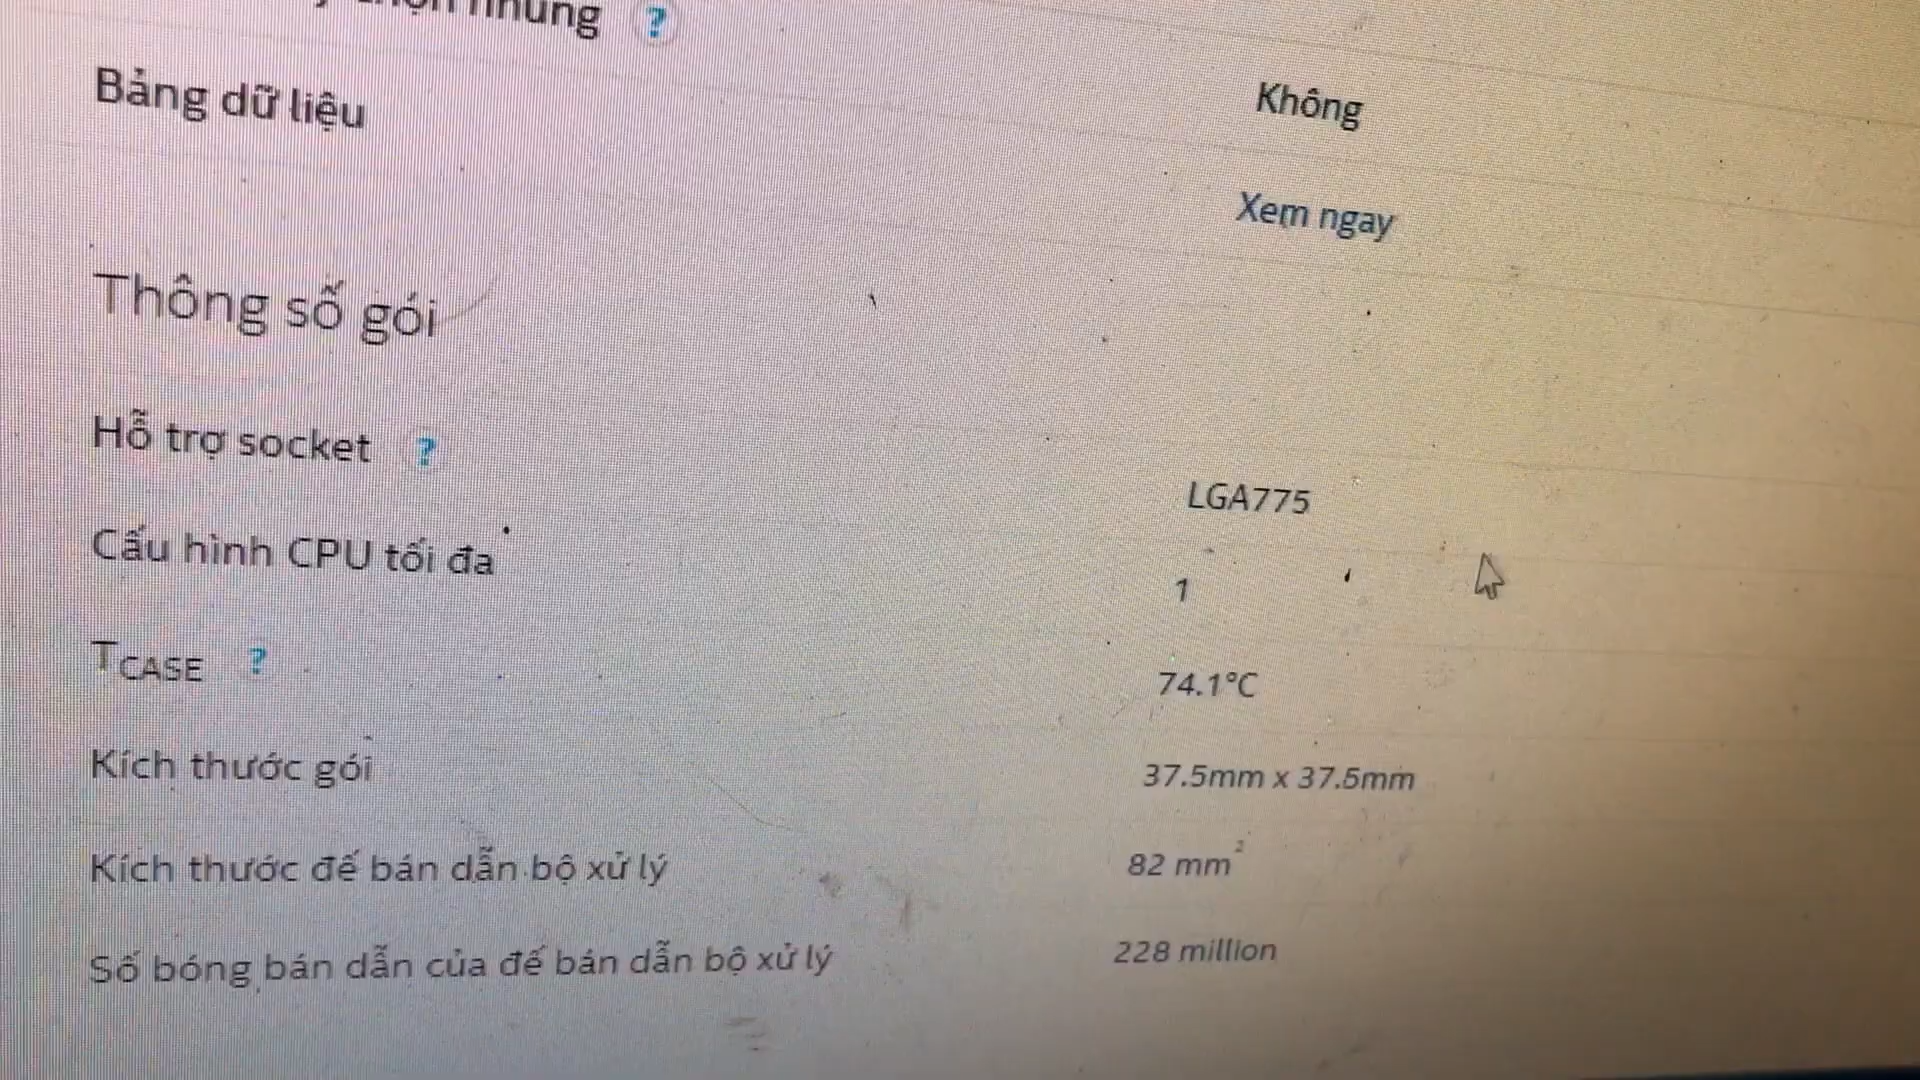 nhúng ?
Bảng dữ liệu Không
Xem ngay
Thông số gói
Hỗ trợ socket ? LGA775
Cấu hình CPU tối đa 1
TCASE ? 74.1°C
Kích thước gói 37.5mm x 37.5mm
Kích thước đế bán dẫn bộ xử lý 82 mm²
Số bóng bán dẫn của đế bán dẫn bộ xử lý 228 million